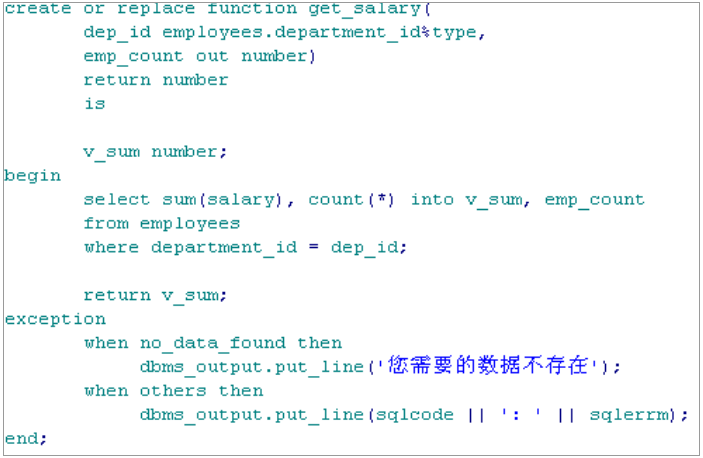 create or replace function get_salary(
dep_id employees.department_id%type,
emp_count out number)
return number
is
v_sum number;
begin
select sum(salary), count(*) into v_sum, emp_count
from employees
where department_id = dep_id;
return v_sum;
exception
when no_data_found then
dbms_output.put_line('您需要的数据不存在');
when others then
dbms_output.put_line(sqlcode || ': ' || sqlerrm);
end;